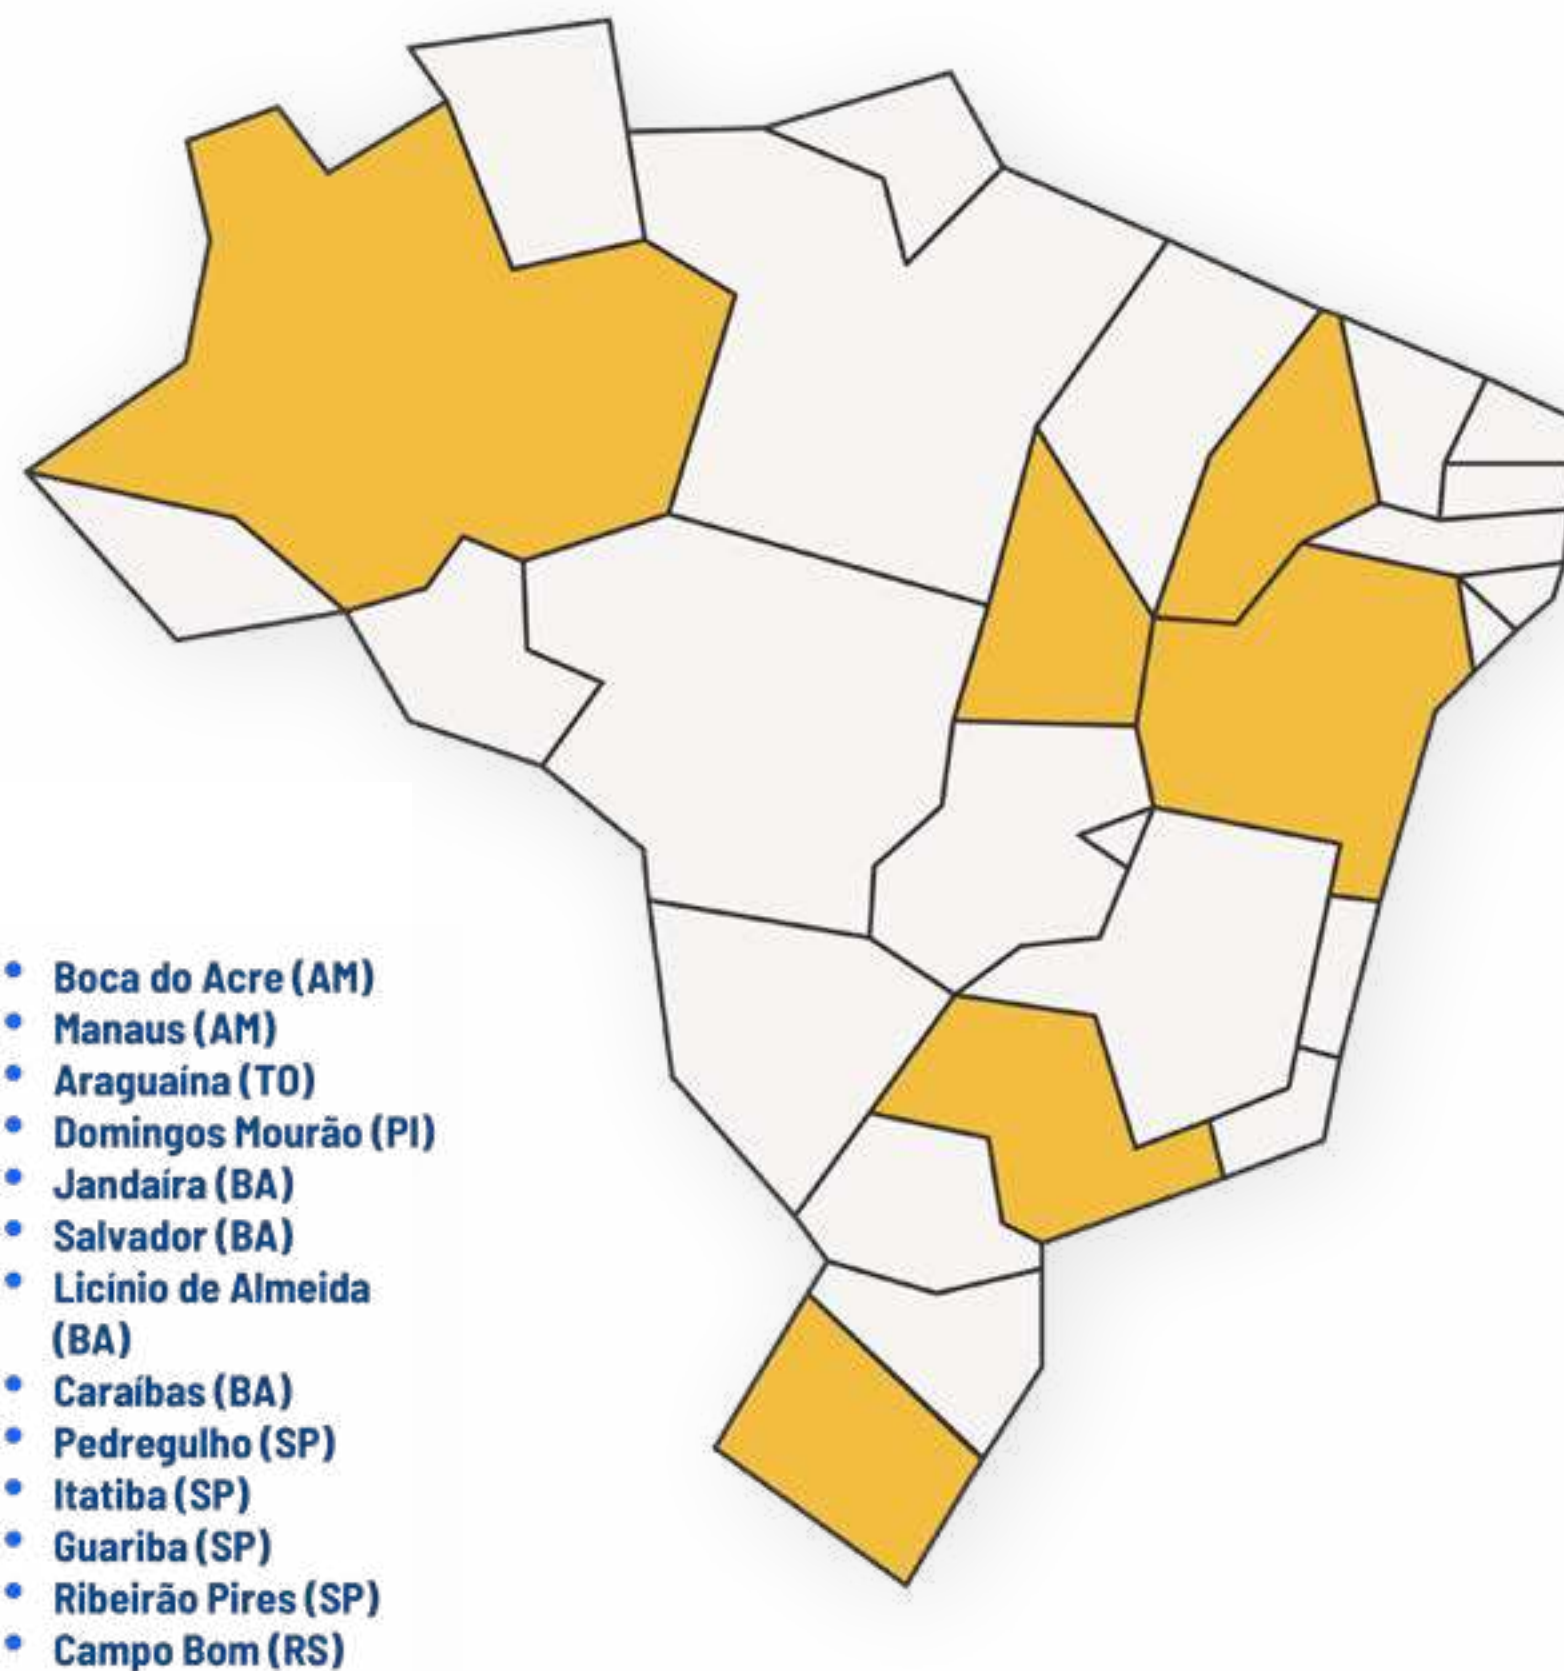 Boca do Acre (AM)
Manaus (AM)
Araguaína (TO)
Domingos Mourão (PI)
Jandaíra (BA)
Salvador (BA)
Licínio de Almeida
(BA)
Caraíbas (BA)
Pedregulho (SP)
Itatiba (SP)
Guariba (SP)
Ribeirão Pires (SP)
Campo Bom (RS)